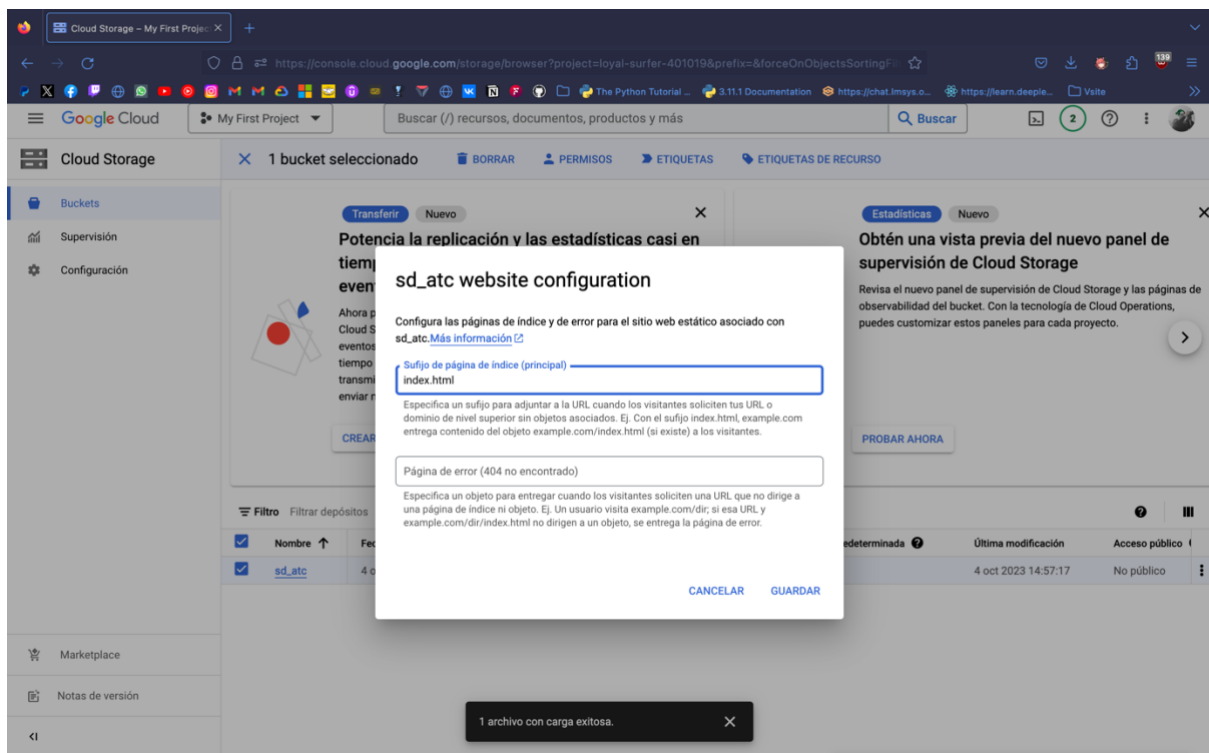 Cloud Storage – My First Projec
https://console.cloud.google.com/storage/browser?project=loyal-surfer-401019&prefix=&forceOnObjectsSortingF
139
The Python Tutorial
3.11.1 Documentation
https://chat.lmsys.o...
https://learn.deeple...
Vsite
Google Cloud
My First Project
Buscar (/) recursos, documentos, productos y más
Buscar
2
Cloud Storage
1 bucket seleccionado
BORRAR
PERMISOS
ETIQUETAS
ETIQUETAS DE RECURSO
Buckets
Supervisión
Configuración
Transferir
Nuevo
Potencia la replicación y las estadísticas casi en
tiem
even
Ahora p
Cloud S
eventos
tiempo
transmi
enviar
CREAR
Estadísticas
Nuevo
Obtén una vista previa del nuevo panel de
supervisión de Cloud Storage
Revisa el nuevo panel de supervisión de Cloud Storage y las páginas de
observabilidad del bucket. Con la tecnología de Cloud Operations,
puedes customizar estos paneles para cada proyecto.
PROBAR AHORA
sd_atc website configuration
Configura las páginas de índice y de error para el sitio web estático asociado con
sd_atc.Más información
Sufijo de página de índice (principal)
index.html
Especifica un sufijo para adjuntar a la URL cuando los visitantes soliciten tus URL o
dominio de nivel superior sin objetos asociados. Ej. Con el sufijo index.html, example.com
entrega contenido del objeto example.com/index.html (si existe) a los visitantes.
Página de error (404 no encontrado)
Especifica un objeto para entregar cuando los visitantes soliciten una URL que no dirige a
una página de índice ni objeto. Ej. Un usuario visita example.com/dir; si esa URL y
example.com/dir/index.html no dirigen a un objeto, se entrega la página de error.
CANCELAR
GUARDAR
Filtro
Filtrar depósitos
Nombre
Fec
edeterminada
Última modificación
Acceso público
sd_atc
4 o
4 oct 2023 14:57:17
No público
Marketplace
Notas de versión
1 archivo con carga exitosa.